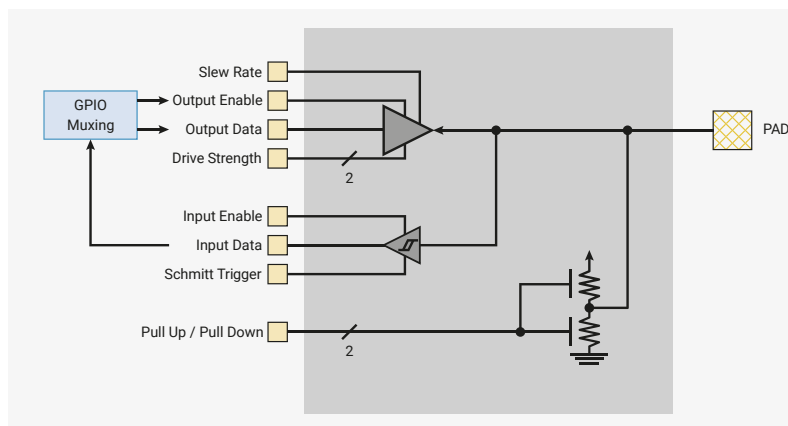 Slew Rate
GPIO
Muxing
Output Enable
Output Data
Drive Strength
2
PAD
Input Enable
Input Data
Schmitt Trigger
Pull Up / Pull Down
2